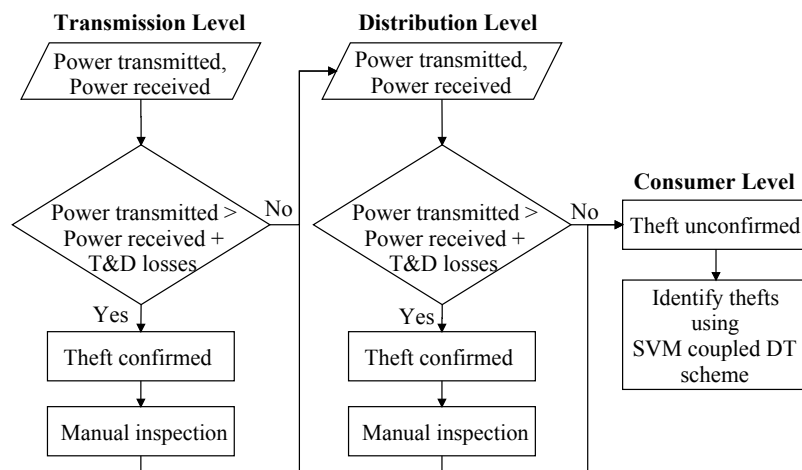 Transmission Level
Power transmitted,
Power received
Power transmitted >
Power received +
T&D losses
No
Yes
Theft confirmed
Manual inspection
Distribution Level
Power transmitted,
Power received
Power transmitted >
Power received +
T&D losses
No
Yes
Theft confirmed
Manual inspection
Consumer Level
Theft unconfirmed
Identify thefts
using
SVM coupled DT
scheme